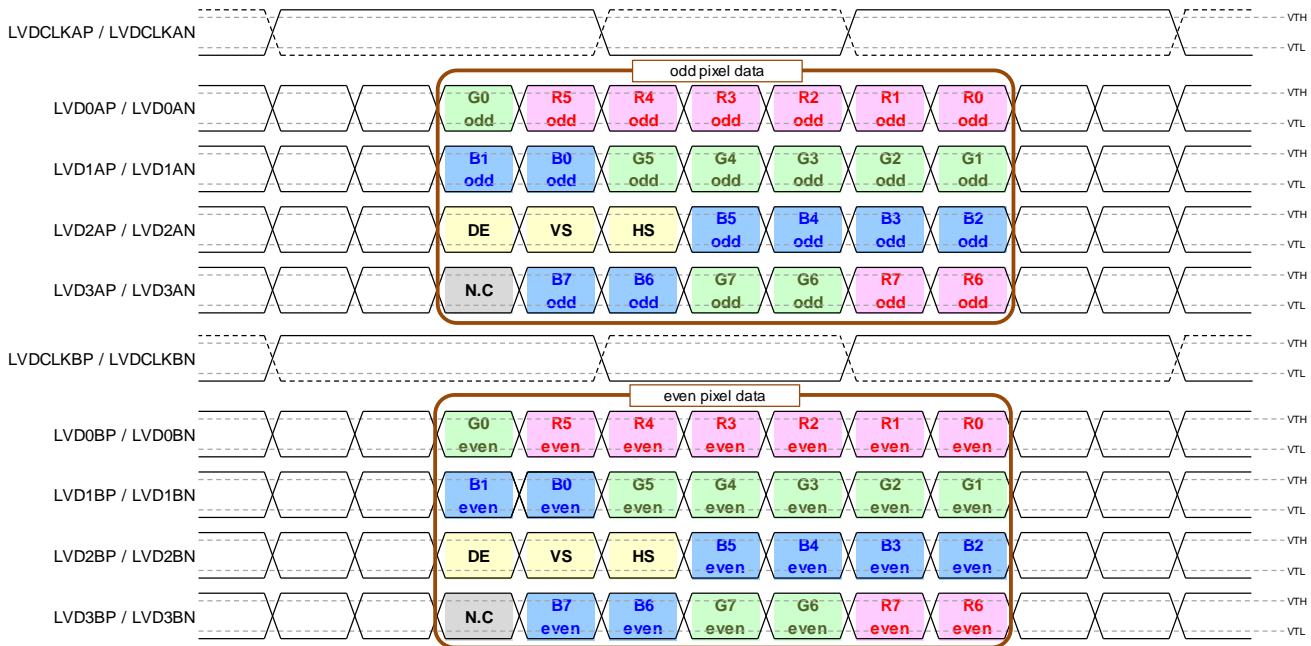 LVDCLKAP / LVDCLKAN VTH
VTL
odd pixel data
LVD0AP / LVD0AN G0 R5 R4 R3 R2 R1 R0 VTH
odd odd odd odd odd odd odd VTL
LVD1AP / LVD1AN B1 B0 G5 G4 G3 G2 G1 VTH
odd odd odd odd odd odd odd VTL
LVD2AP / LVD2AN DE VS HS B5 B4 B3 B2 VTH
odd odd odd odd VTL
LVD3AP / LVD3AN N.C B7 B6 G7 G6 R7 R6 VTH
odd odd odd odd odd odd VTL
LVDCLKBP / LVDCLKBN VTH
VTL
even pixel data
LVD0BP / LVD0BN G0 R5 R4 R3 R2 R1 R0 VTH
even even even even even even even VTL
LVD1BP / LVD1BN B1 B0 G5 G4 G3 G2 G1 VTH
even even even even even even even VTL
LVD2BP / LVD2BN DE VS HS B5 B4 B3 B2 VTH
even even even even VTL
LVD3BP / LVD3BN N.C B7 B6 G7 G6 R7 R6 VTH
even even even even even even VTL